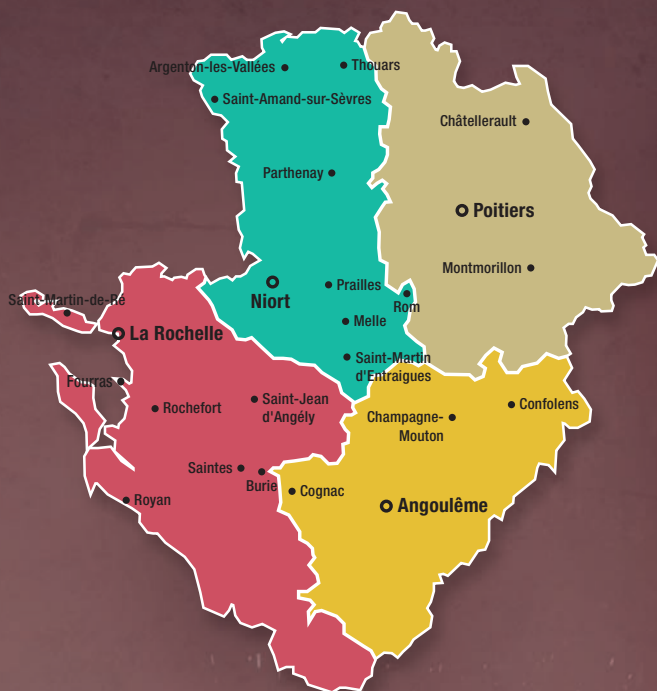 Argenton-les-Vallées
Thouars
Saint-Amand-sur-Sèvres
Châtellerault
Parthenay
Poitiers
Montmorillon
Prailles
Niort
Rom
Saint-Martin-de-Ré
Melle
La Rochelle
Saint-Martin
d'Entraigues
Fourras
Rochefort
Saint-Jean
d'Angély
Champagne-
Mouton
Confolens
Saintes
Burie
Cognac
Royan
Angoulême